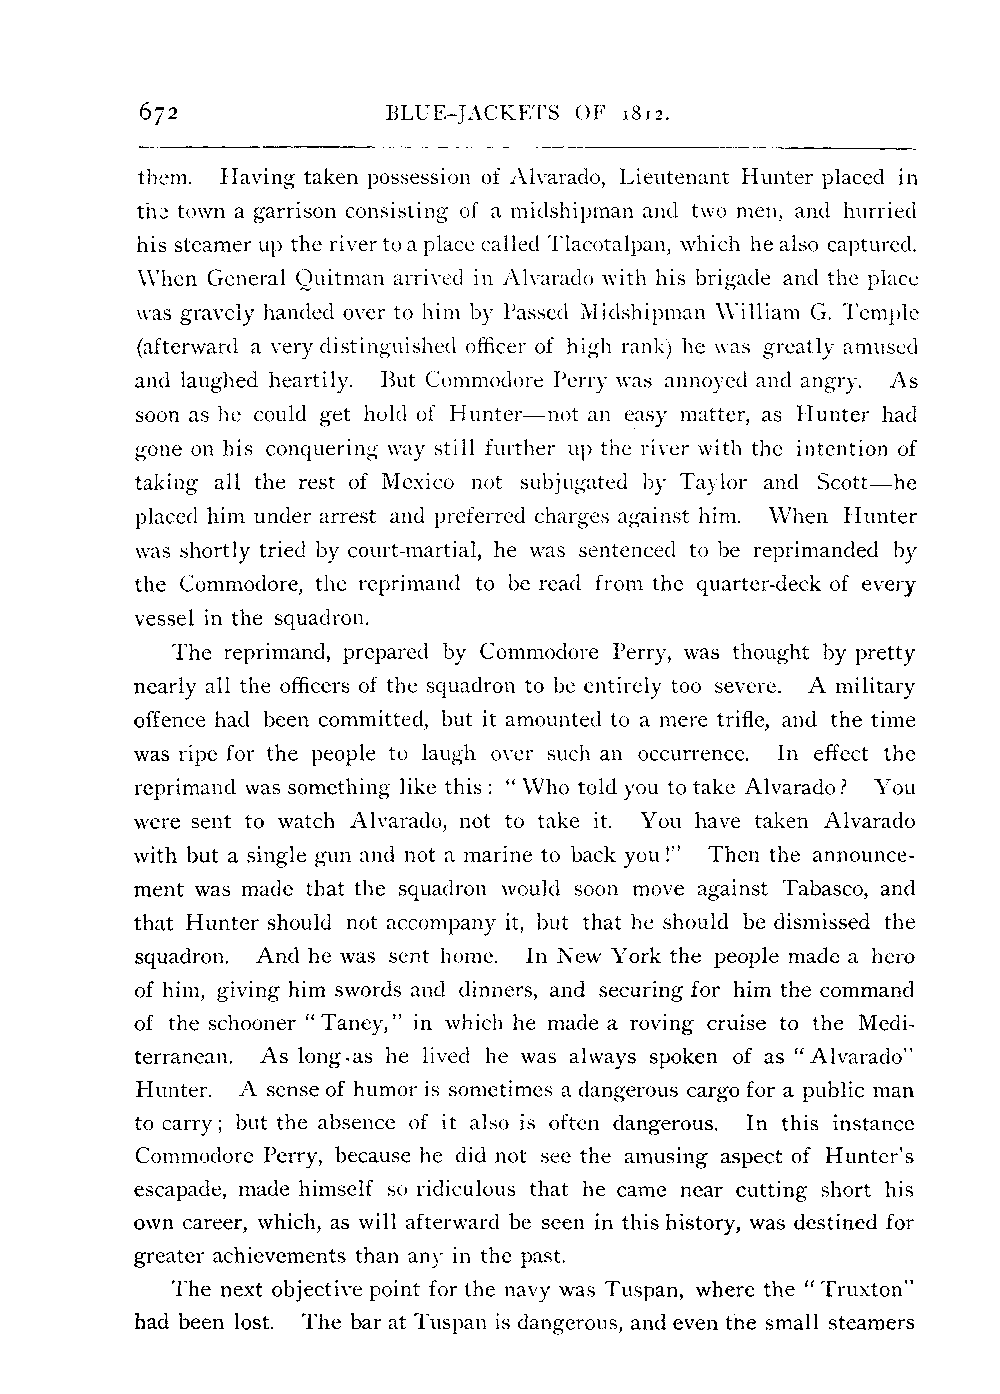 672 BLUE-JACKETS OF 1812.
them. Having taken possession of Alvarado, Lieutenant Hunter placed in
the town a garrison consisting of a midshipman and two men, and hurried
his steamer up the river to a place called Tlacotalpan, which he also captured.
When General Quitman arrived in Alvarado with his brigade and the place
was gravely handed over to him by Passed Midshipman William G. Temple
(afterward a very distinguished officer of high rank) he was greatly amused
and laughed heartily. But Commodore Perry was annoyed and angry. As
soon as he could get hold of Hunter—not an easy matter, as Hunter had
gone on his conquering way still further up the river with the intention of
taking all the rest of Mexico not subjugated by Taylor and Scott—he
placed him under arrest and preferred charges against him. When Hunter
was shortly tried by court-martial, he was sentenced to be reprimanded by
the Commodore, the reprimand to be read from the quarter-deck of every
vessel in the squadron.
The reprimand, prepared by Commodore Perry, was thought by pretty
nearly all the officers of the squadron to be entirely too severe. A military
offence had been committed, but it amounted to a mere trifle, and the time
was ripe for the people to laugh over such an occurrence. In effect the
reprimand was something like this: “Who told you to take Alvarado? You
were sent to watch Alvarado, not to take it. You have taken Alvarado
with but a single gun and not a marine to back you!” Then the announce-
ment was made that the squadron would soon move against Tabasco, and
that Hunter should not accompany it, but that he should be dismissed the
squadron. And he was sent home. In New York the people made a hero
of him, giving him swords and dinners, and securing for him the command
of the schooner “Taney,” in which he made a roving cruise to the Medi-
terranean. As long as he lived he was always spoken of as “Alvarado”
Hunter. A sense of humor is sometimes a dangerous cargo for a public man
to carry; but the absence of it also is often dangerous. In this instance
Commodore Perry, because he did not see the amusing aspect of Hunter's
escapade, made himself so ridiculous that he came near cutting short his
own career, which, as will afterward be seen in this history, was destined for
greater achievements than any in the past.
The next objective point for the navy was Tuspan, where the “Truxton”
had been lost. The bar at Tuspan is dangerous, and even the small steamers